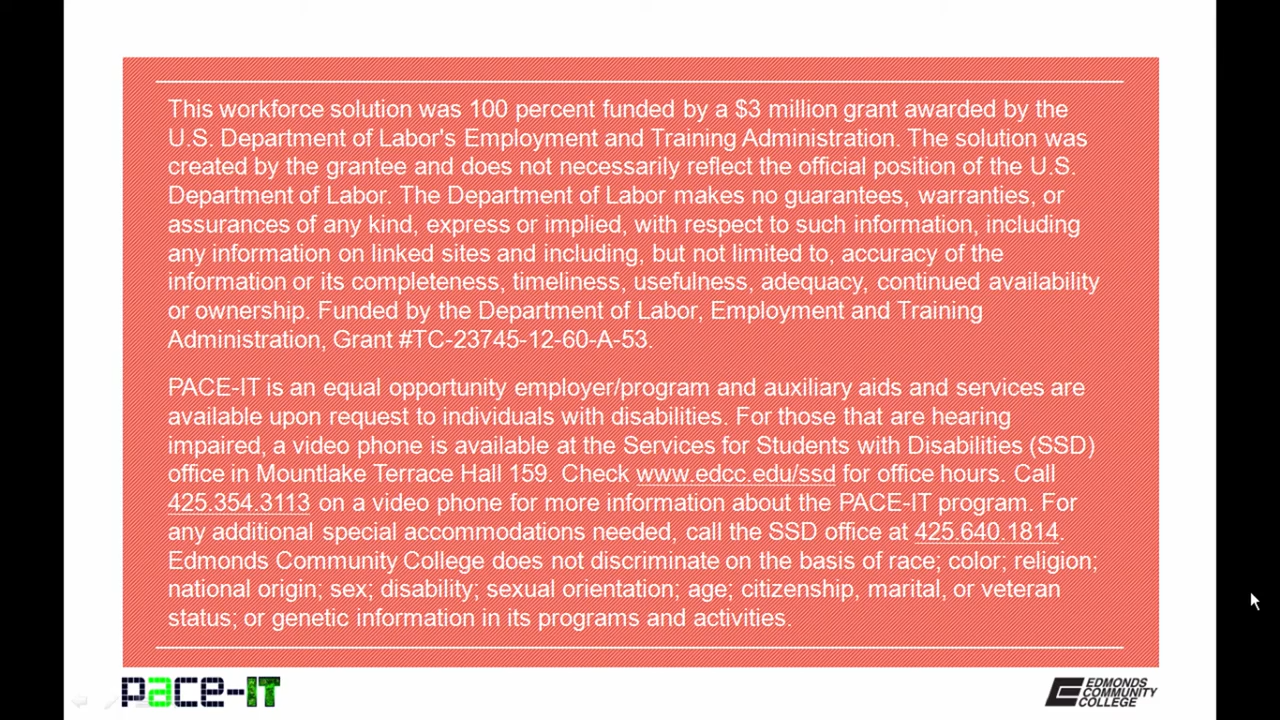 This workforce solution was 100 percent funded by a $3 million grant awarded by the
U.S. Department of Labor's Employment and Training Administration. The solution was
created by the grantee and does not necessarily reflect the official position of the U.S.
Department of Labor. The Department of Labor makes no guarantees, warranties, or
assurances of any kind, express or implied, with respect to such information, including
any information on linked sites and including, but not limited to, accuracy of the
information or its completeness, timeliness, usefulness, adequacy, continued availability
or ownership. Funded by the Department of Labor, Employment and Training
Administration, Grant #TC-23745-12-60-A-53.
PACE-IT is an equal opportunity employer/program and auxiliary aids and services are
available upon request to individuals with disabilities. For those that are hearing
impaired, a video phone is available at the Services for Students with Disabilities (SSD)
office in Mountlake Terrace Hall 159. Check www.edcc.edu/ssd for office hours. Call
425.354.3113 on a video phone for more information about the PACE-IT program. For
any additional special accommodations needed, call the SSD office at 425.640.1814.
Edmonds Community College does not discriminate on the basis of race; color; religion;
national origin; sex; disability; sexual orientation; age; citizenship, marital, or veteran
status; or genetic information in its programs and activities.
pace-IT
EDMONDS
COMMUNITY
COLLEGE